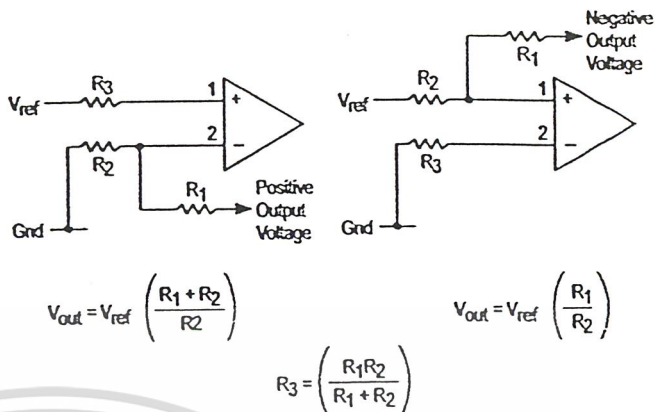 R3
Vref
1
+
2
−
R2
R1
Positive
Output
Voltage
Gnd
Negative
Output
Voltage
R1
R2
Vref
1
+
2
−
R3
Gnd
Vout = Vref (R1 + R2 / R2)
Vout = Vref (R1 / R2)
R3 = (R1R2 / R1 + R2)